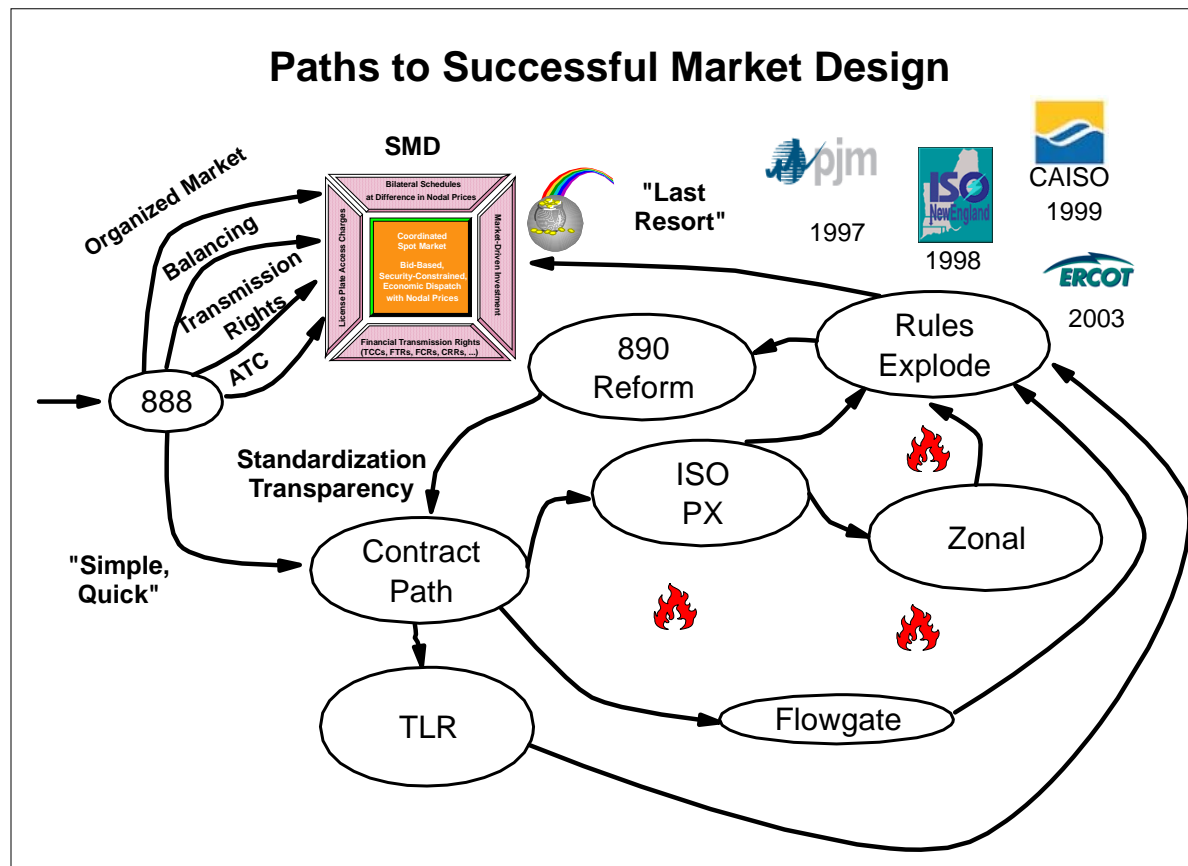 Paths to Successful Market Design
SMD
Organized Market
Balancing
Transmission
Rights
ATC
888
Bilateral Schedules
at Difference in Nodal Prices
License Plate Access Charges
Coordinated
Spot Market
Bid-Based,
Security-Constrained,
Economic Dispatch
with Nodal Prices
Market-Driven Investment
Financial Transmission Rights
(TCCs, FTRs, FCRs, CRRs, ...)
"Last
Resort"
pjm
1997
ISO
NewEngland
1998
CAISO
1999
ERCOT
2003
890
Reform
Rules
Explode
Standardization
Transparency
ISO
PX
Zonal
"Simple,
Quick"
Contract
Path
TLR
Flowgate